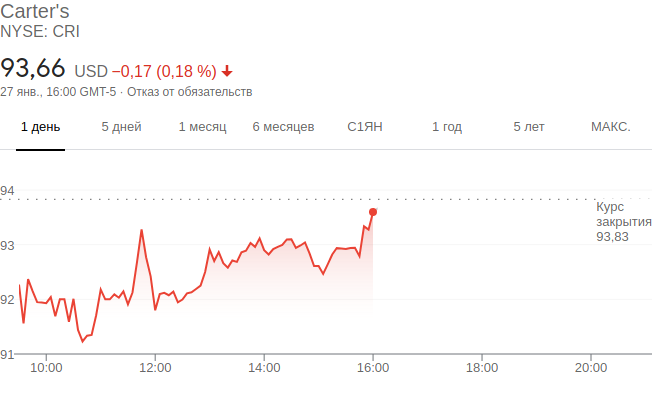 Carter's
NYSE: CRI
93,66 USD −0,17 (0,18 %)
27 янв., 16:00 GMT-5 · Отказ от обязательств
1 день 5 дней 1 месяц 6 месяцев С1ЯН 1 год 5 лет МАКС.
94
Курс
закрытия
93,83
93
92
91
10:00 12:00 14:00 16:00 18:00 20:00